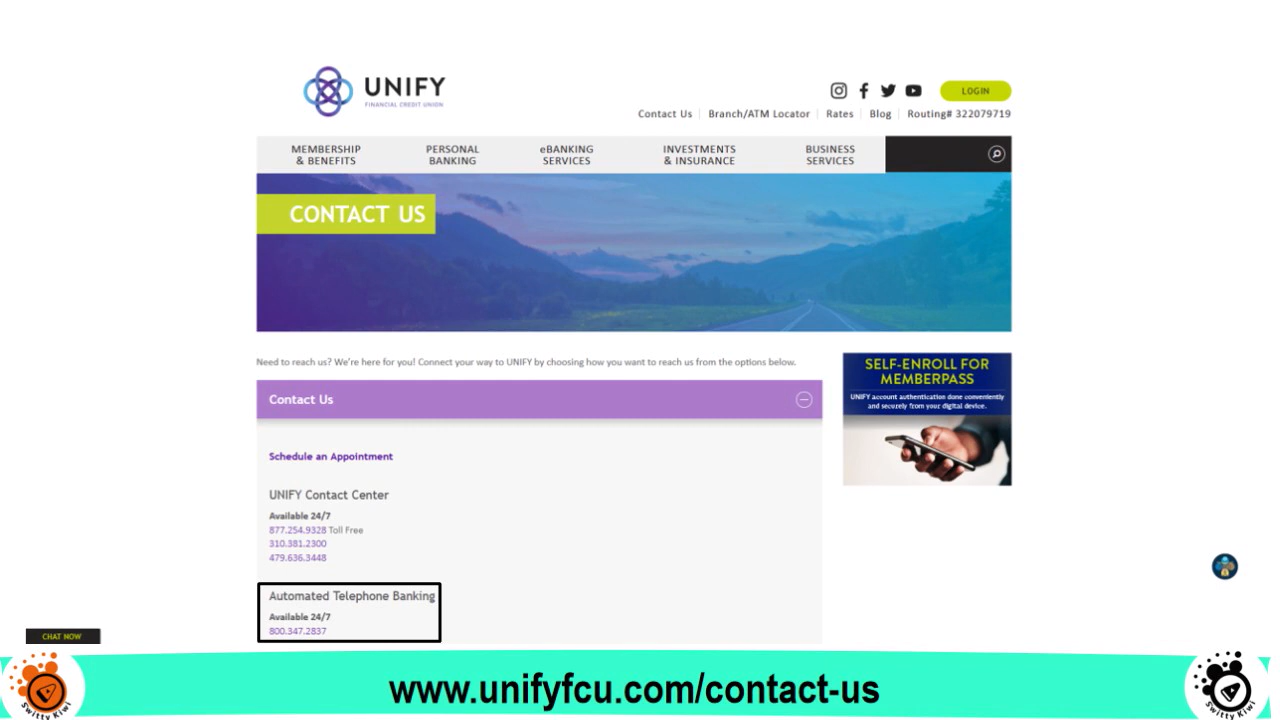 UNIFY
FINANCIAL CREDIT UNION
LOGIN
Contact Us | Branch/ATM Locator | Rates | Blog | Routing# 322079719
MEMBERSHIP
& BENEFITS
PERSONAL
BANKING
eBANKING
SERVICES
INVESTMENTS
& INSURANCE
BUSINESS
SERVICES
CONTACT US
Need to reach us? We're here for you! Connect your way to UNIFY by choosing how you want to reach us from the options below.
Contact Us
Schedule an Appointment
UNIFY Contact Center
Available 24/7
877.254.9328 Toll Free
310.381.2300
479.636.3448
Automated Telephone Banking
Available 24/7
800.347.2837
SELF-ENROLL FOR
MEMBERPASS
UNIFY account authentication done conveniently
and securely from your digital device.
CHAT NOW
Switty Kiwi
www.unifyfcu.com/contact-us
Switty Kiwi